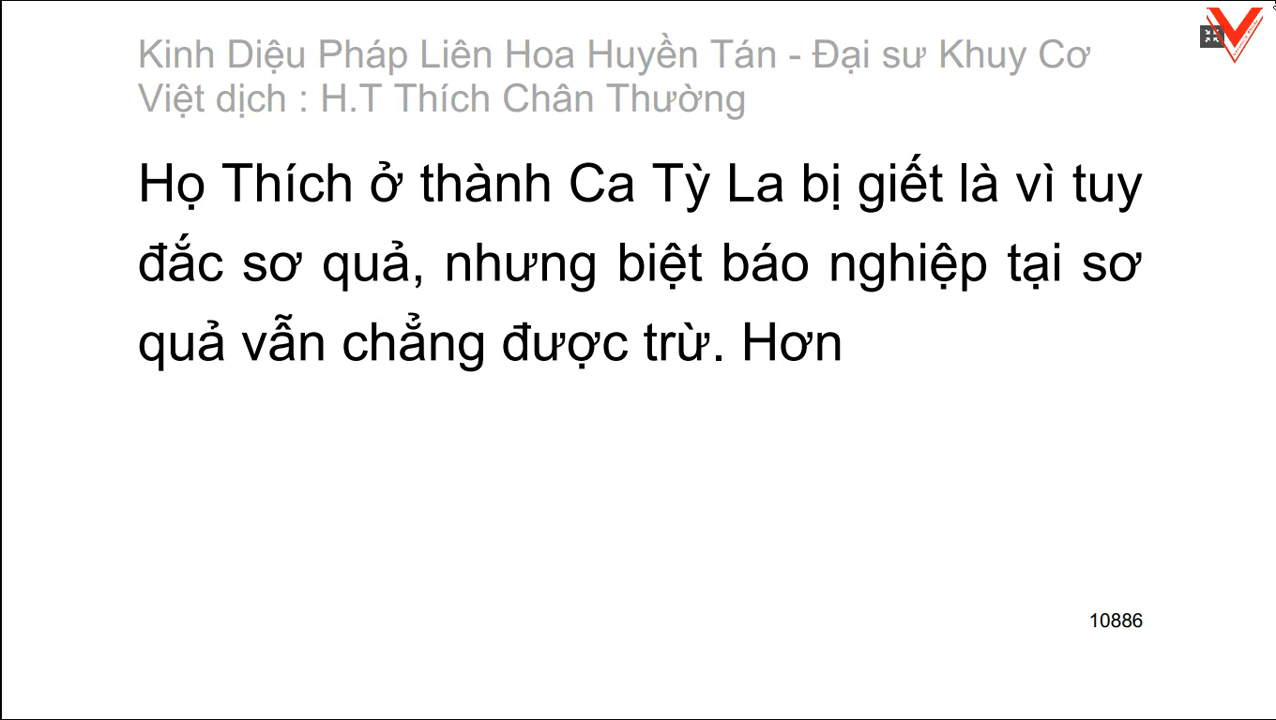 Kinh Diệu Pháp Liên Hoa Huyền Tán - Đại sư Khuy Cơ
Việt dịch : H.T Thích Chân Thường
Họ Thích ở thành Ca Tỳ La bị giết là vì tuy
đắc sơ quả, nhưng biệt báo nghiệp tại sơ
quả vẫn chẳng được trừ. Hơn
10886